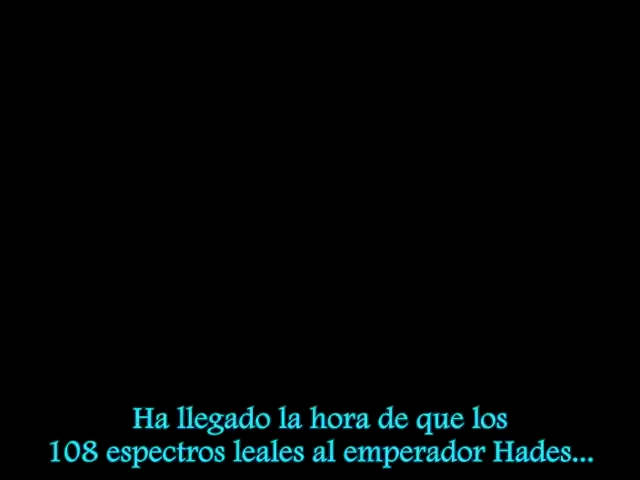 Ha llegado la hora de que los
108 espectros leales al emperador Hades...